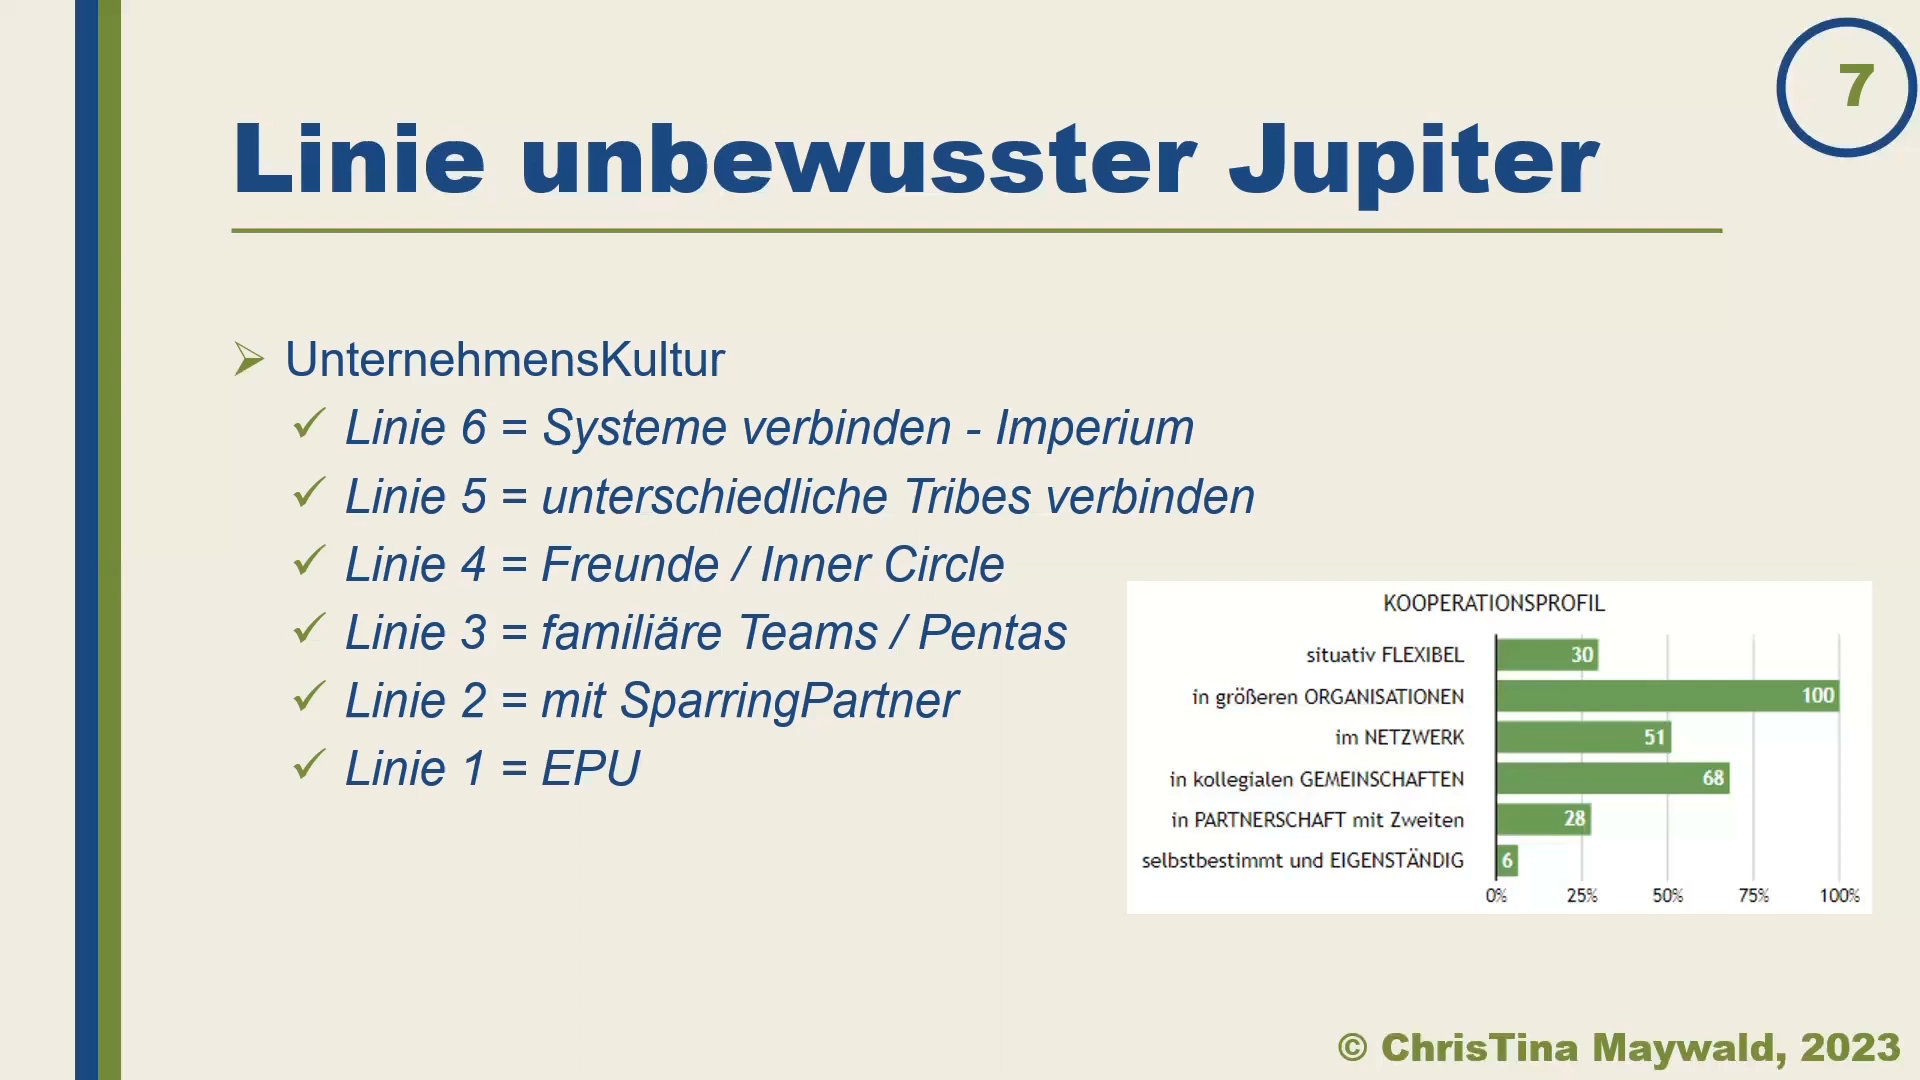 7
Linie unbewusster Jupiter
UnternehmensKultur
Linie 6 = Systeme verbinden - Imperium
Linie 5 = unterschiedliche Tribes verbinden
Linie 4 = Freunde / Inner Circle
Linie 3 = familiäre Teams / Pentas
Linie 2 = mit SparringPartner
Linie 1 = EPU
KOOPERATIONSPROFIL
situativ FLEXIBEL 30
in größeren ORGANISATIONEN 100
im NETZWERK 51
in kollegialen GEMEINSCHAFTEN 68
in PARTNERSCHAFT mit Zweiten 28
selbstbestimmt und EIGENSTÄNDIG 6
0% 25% 50% 75% 100%
© ChrisTina Maywald, 2023